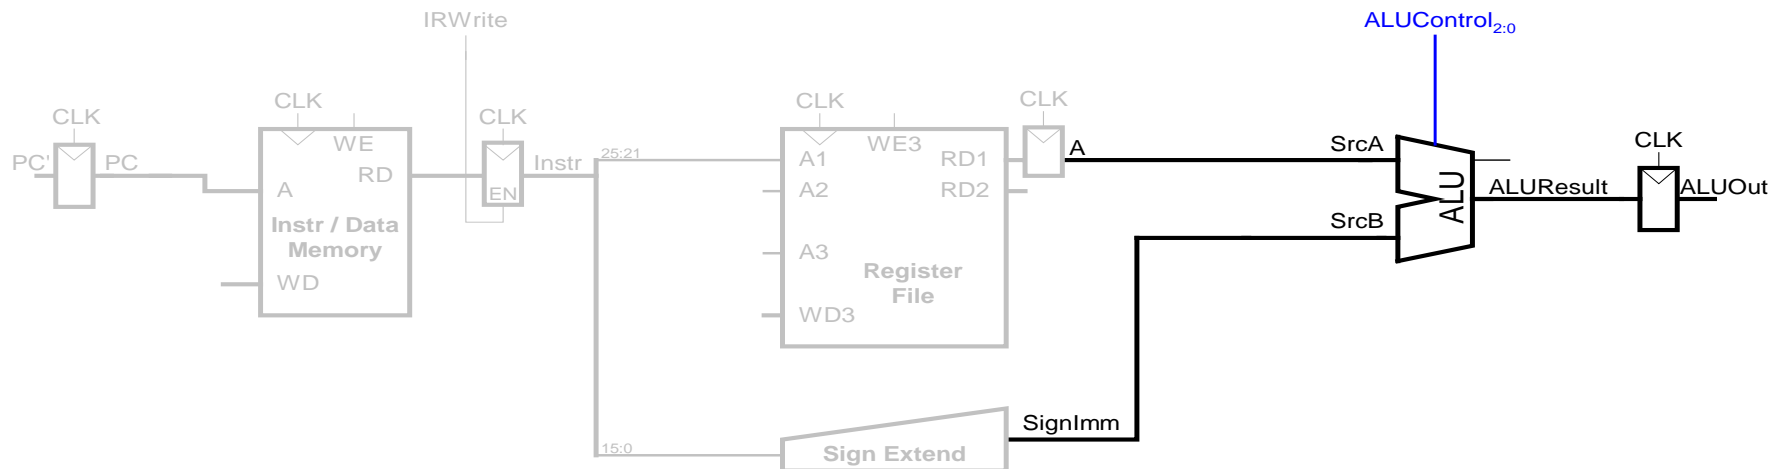 IRWrite
ALUControl2:0
CLK
CLK
CLK
CLK
CLK
CLK
PC'
PC
WE
RD
A
Instr / Data
Memory
WD
EN
Instr
25:21
A1
WE3
RD1
A2
RD2
A3
Register
File
WD3
A
SrcA
SrcB
ALU
ALUResult
ALUOut
SignImm
15:0
Sign Extend